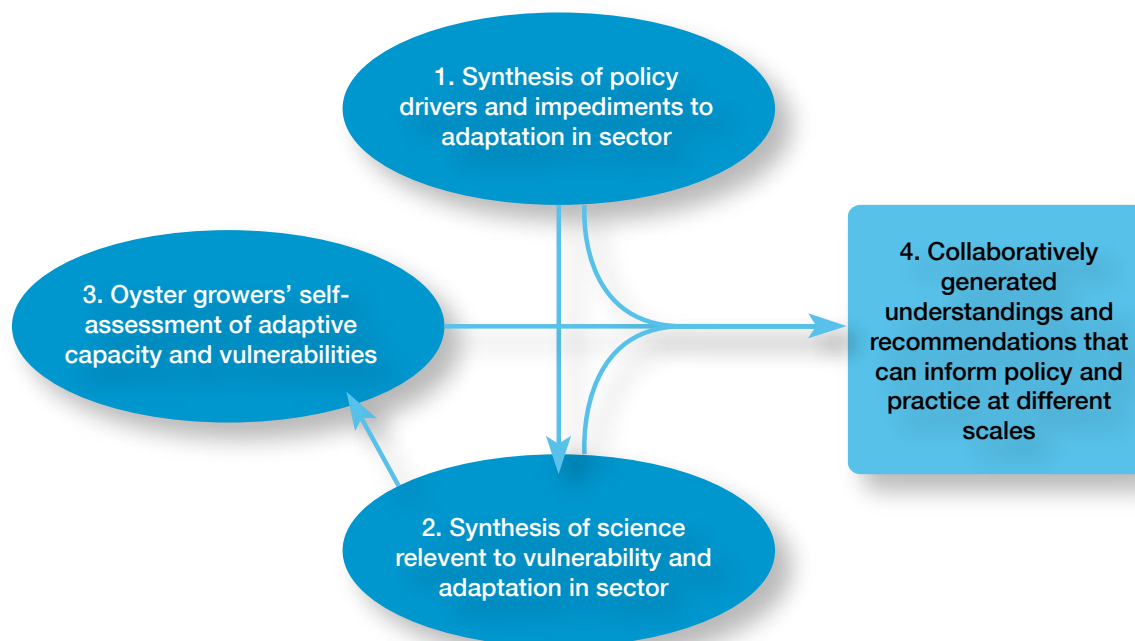 1. Synthesis of policy
drivers and impediments to
adaptation in sector
3. Oyster growers’ self-
assessment of adaptive
capacity and vulnerabilities
4. Collaboratively
generated
understandings and
recommendations that
can inform policy and
practice at different
scales
2. Synthesis of science
relevent to vulnerability and
adaptation in sector